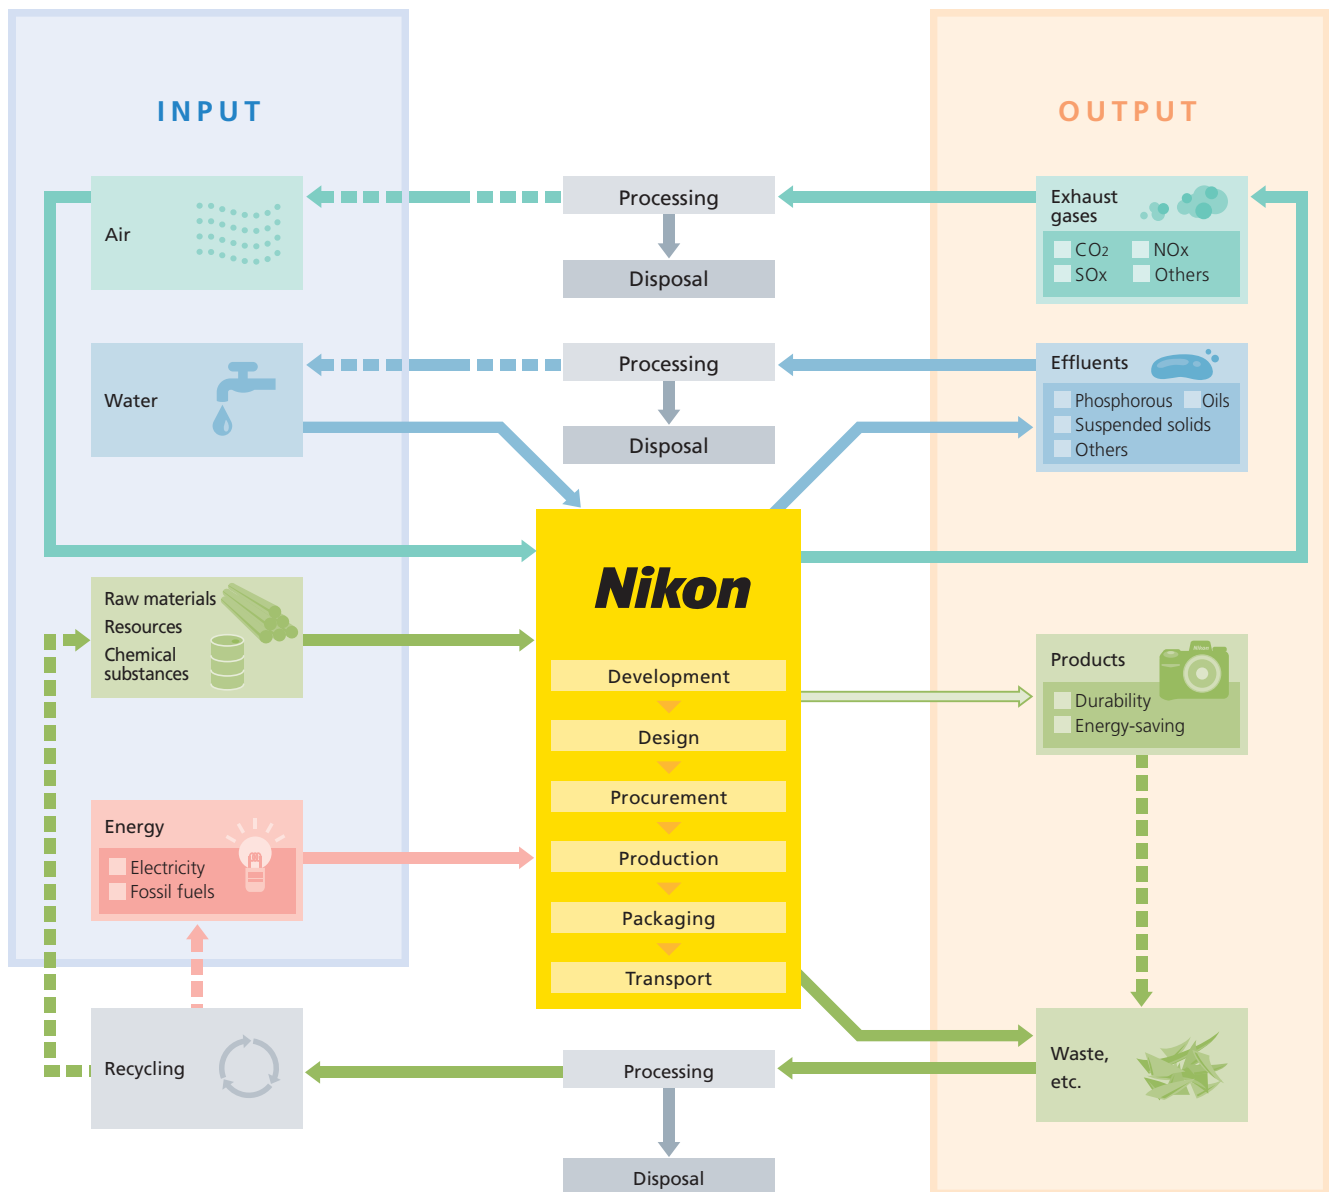 INPUT
OUTPUT
Air
Processing
Disposal
Exhaust
gases
CO2 NOx
SOx Others
Water
Processing
Disposal
Effluents
Phosphorous Oils
Suspended solids
Others
Raw materials
Resources
Chemical
substances
Nikon
Development
Design
Procurement
Production
Packaging
Transport
Products
Nikon
Durability
Energy-saving
Energy
Electricity
Fossil fuels
Recycling
Processing
Disposal
Waste,
etc.